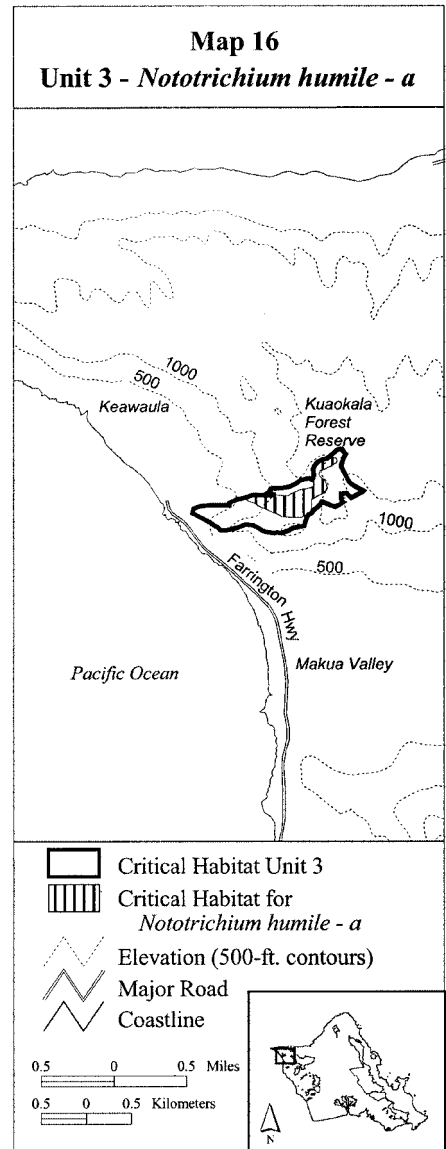 Map 16
Unit 3 - Nototrichium humile - a
1000
500
Keawaula
Kuaokala
Forest
Reserve
1000
500
Farrington Hwy
Makua Valley
Pacific Ocean
Critical Habitat Unit 3
Critical Habitat for
Nototrichium humile - a
Elevation (500-ft. contours)
Major Road
Coastline
0.5 0 0.5 Miles
0.5 0 0.5 Kilometers
N